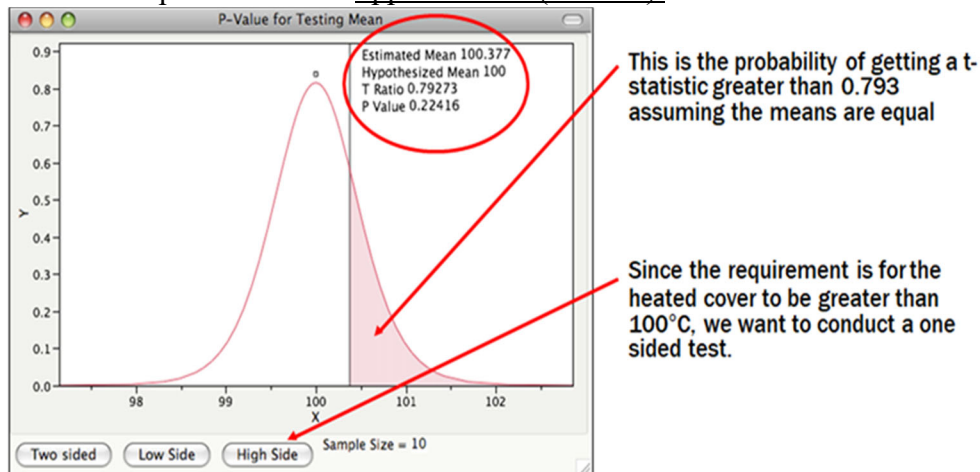 P-Value for Testing Mean
Estimated Mean 100.377
Hypothesized Mean 100
T Ratio 0.79273
P Value 0.22416
0.9
0.8
0.7
0.6
0.5
0.4
0.3
0.2
0.1
0.0
Y
98 99 100 101 102
X
Two sided Low Side High Side Sample Size = 10
This is the probability of getting a t-
statistic greater than 0.793
assuming the means are equal
Since the requirement is for the
heated cover to be greater than
100°C, we want to conduct a one
sided test.